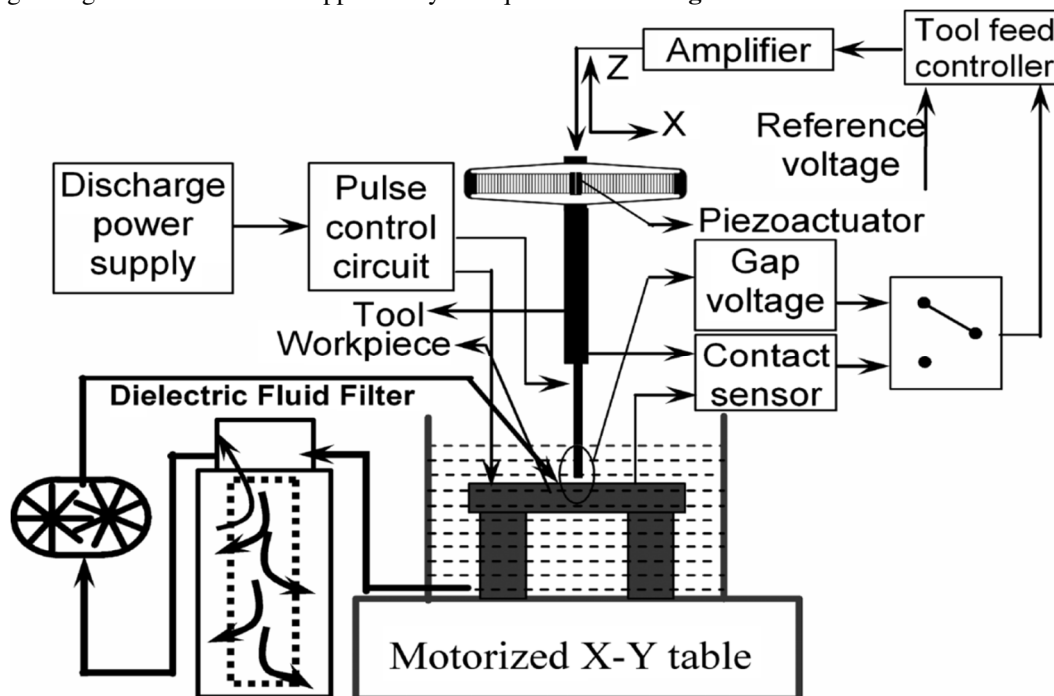 Amplifier
Tool feed
controller
Z
X
Reference
voltage
Discharge
power
supply
Pulse
control
circuit
Piezoactuator
Gap
voltage
Tool
Workpiece
Contact
sensor
Dielectric Fluid Filter
Motorized X-Y table